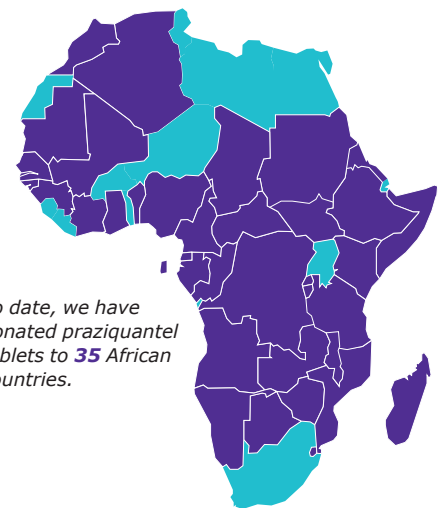 o date, we have
onated praziquantel
blets to 35 African
ountries.